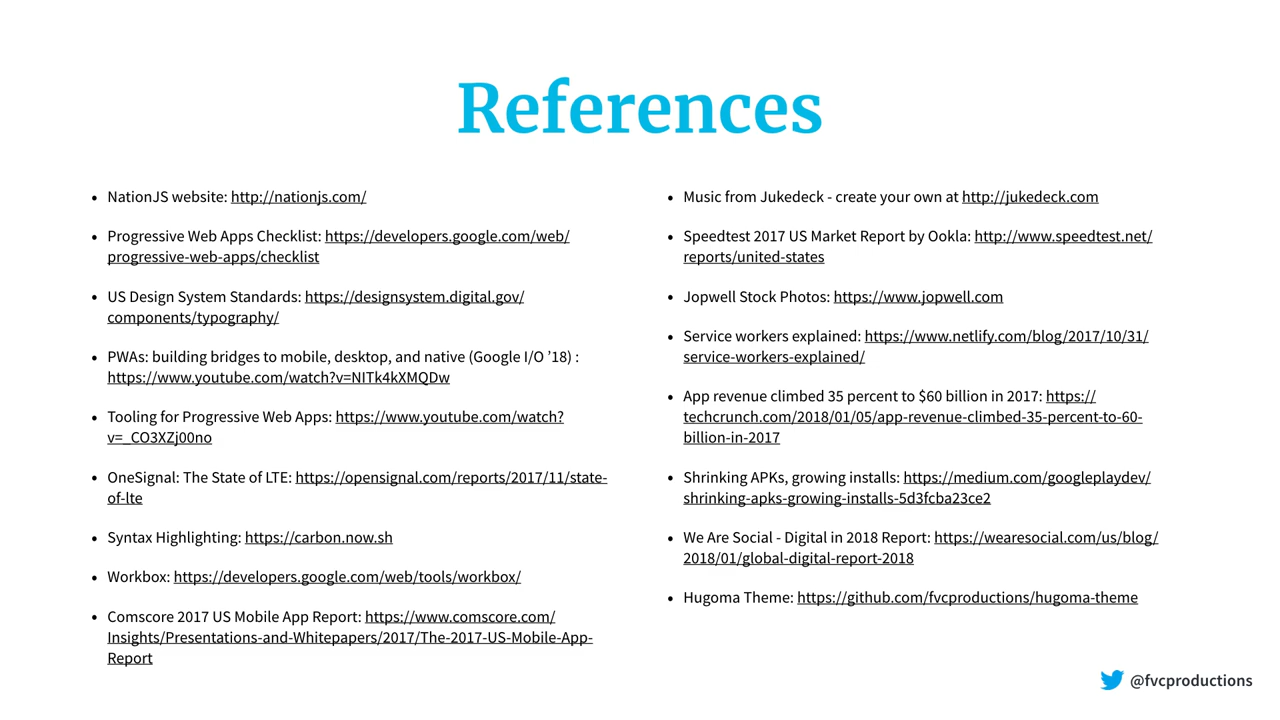 References
• NationJS website: http://nationjs.com/
• Progressive Web Apps Checklist: https://developers.google.com/web/
progressive-web-apps/checklist
• US Design System Standards: https://designsystem.digital.gov/
components/typography/
• PWAs: building bridges to mobile, desktop, and native (Google I/O ’18) :
https://www.youtube.com/watch?v=NITk4kXMQDw
• Tooling for Progressive Web Apps: https://www.youtube.com/watch?
v=_CO3XZj00no
• OneSignal: The State of LTE: https://opensignal.com/reports/2017/11/state-
of-lte
• Syntax Highlighting: https://carbon.now.sh
• Workbox: https://developers.google.com/web/tools/workbox/
• Comscore 2017 US Mobile App Report: https://www.comscore.com/
Insights/Presentations-and-Whitepapers/2017/The-2017-US-Mobile-App-
Report
• Music from Jukedeck - create your own at http://jukedeck.com
• Speedtest 2017 US Market Report by Ookla: http://www.speedtest.net/
reports/united-states
• Jopwell Stock Photos: https://www.jopwell.com
• Service workers explained: https://www.netlify.com/blog/2017/10/31/
service-workers-explained/
• App revenue climbed 35 percent to $60 billion in 2017: https://
techcrunch.com/2018/01/05/app-revenue-climbed-35-percent-to-60-
billion-in-2017
• Shrinking APKs, growing installs: https://medium.com/googleplaydev/
shrinking-apks-growing-installs-5d3fcba23ce2
• We Are Social - Digital in 2018 Report: https://wearesocial.com/us/blog/
2018/01/global-digital-report-2018
• Hugoma Theme: https://github.com/fvcproductions/hugoma-theme
@fvcproductions